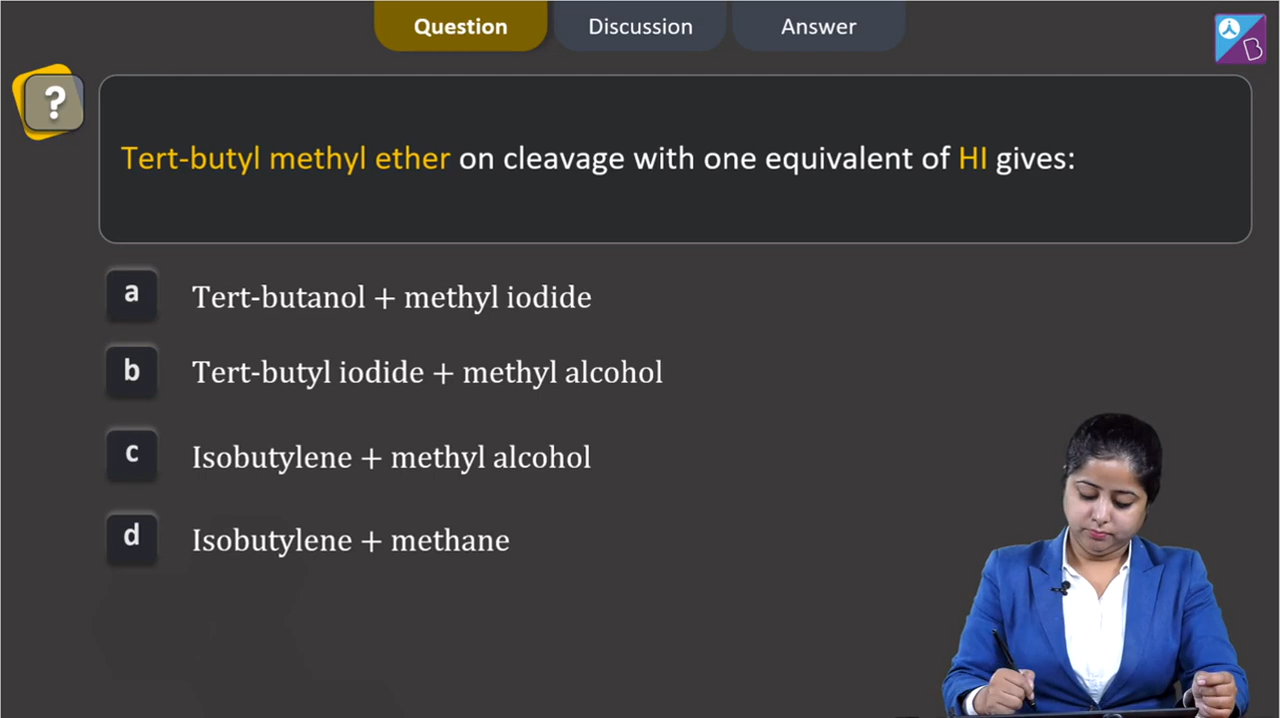 Question
Discussion
Answer
B
?
Tert-butyl methyl ether on cleavage with one equivalent of HI gives:
a
Tert-butanol + methyl iodide
b
Tert-butyl iodide + methyl alcohol
c
Isobutylene + methyl alcohol
d
Isobutylene + methane